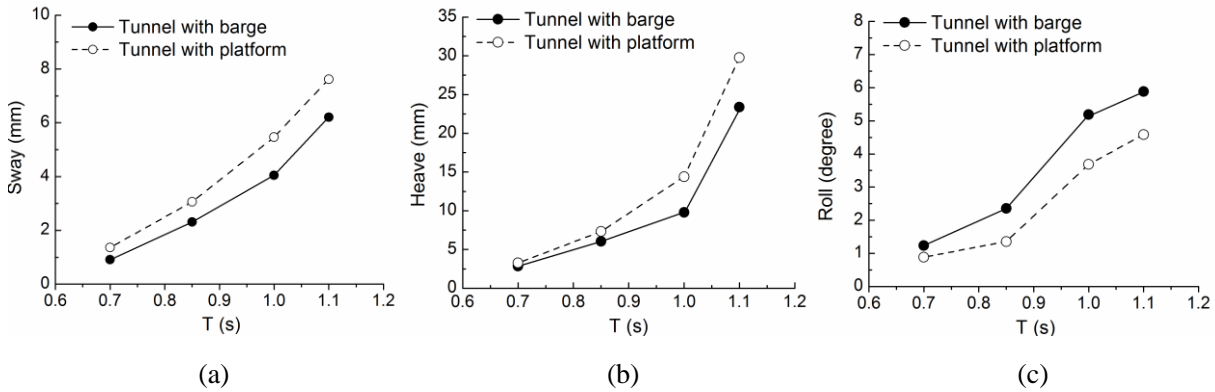 10
8
6
4
2
0
Sway (mm)
Tunnel with barge
Tunnel with platform
0.6 0.7 0.8 0.9 1.0 1.1 1.2
T (s)
(a)
35
30
25
20
15
10
5
0
Heave (mm)
Tunnel with barge
Tunnel with platform
0.6 0.7 0.8 0.9 1.0 1.1 1.2
T (s)
(b)
8
7
6
5
4
3
2
1
0
Roll (degree)
Tunnel with barge
Tunnel with platform
0.6 0.7 0.8 0.9 1.0 1.1 1.2
T (s)
(c)